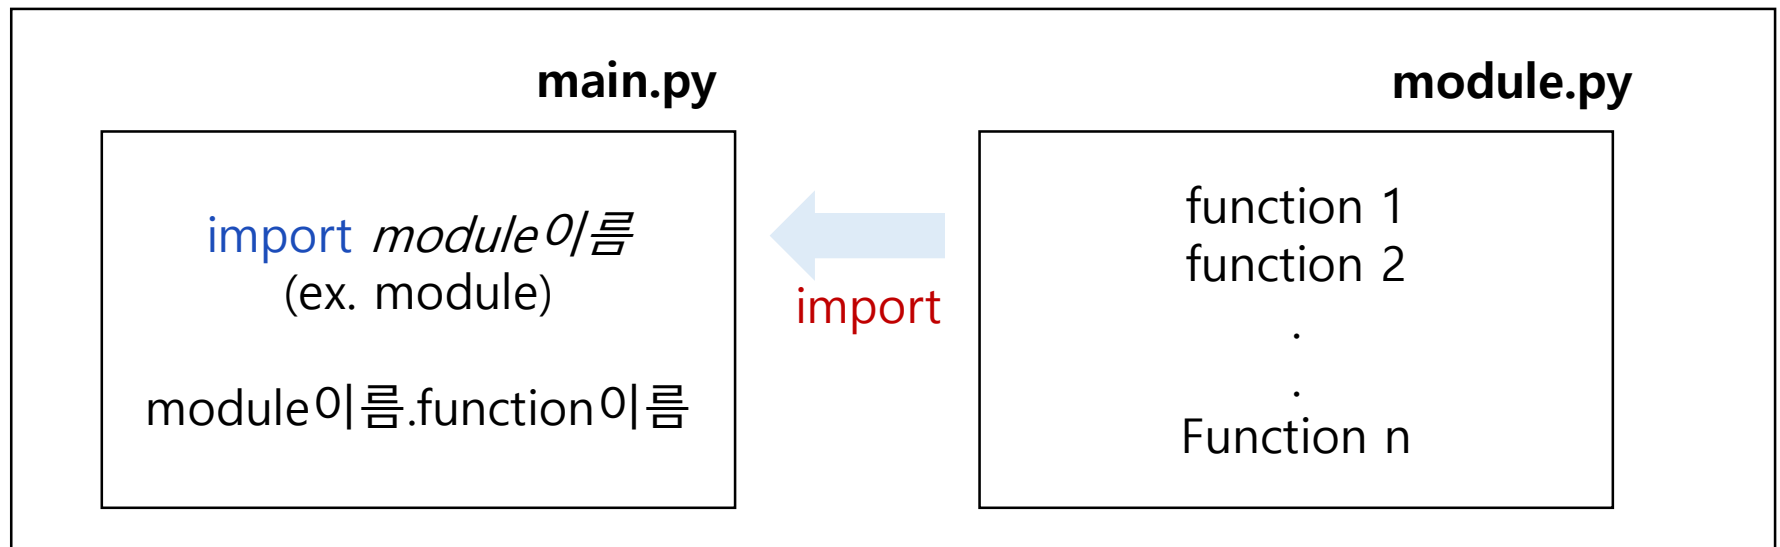 main.py
import module이름
(ex. module)
module이름.function이름
import
module.py
function 1
function 2
.
.
Function n